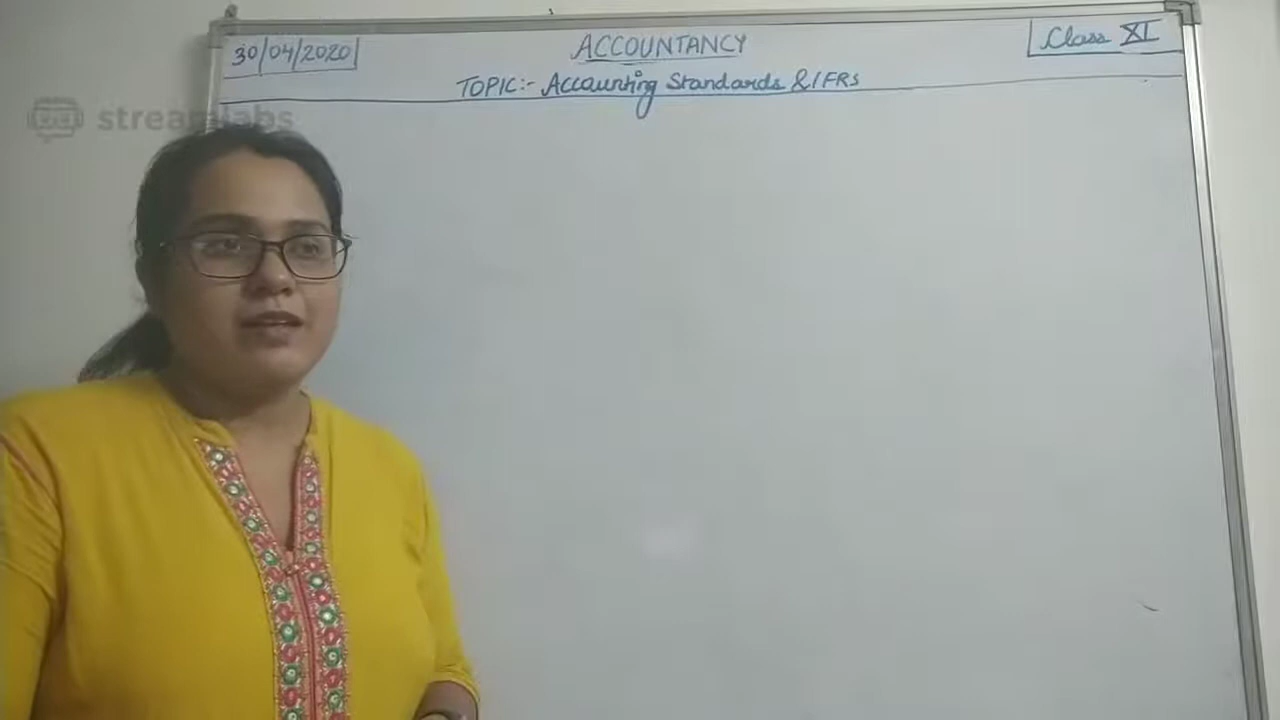 30/04/2020
ACCOUNTANCY
Class XI
TOPIC:- Accounting Standards & IFRs
streamlabs